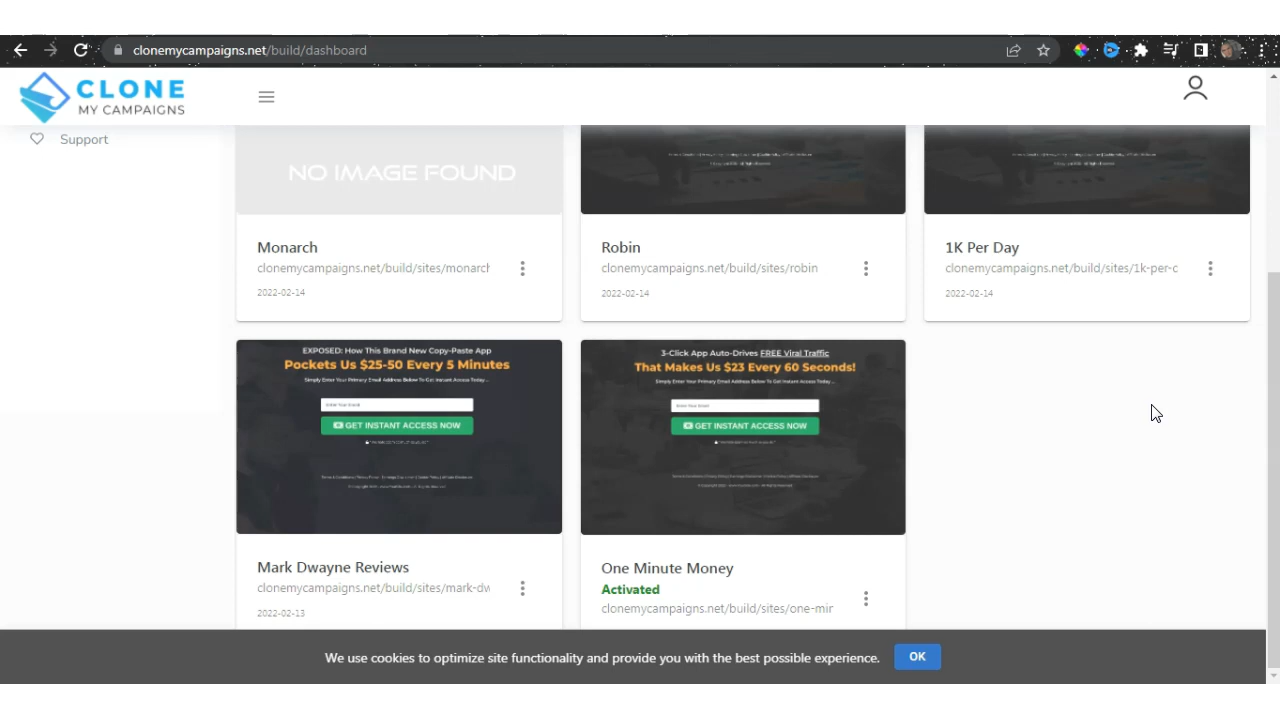 clonemycampaigns.net/build/dashboard
CLONE
MY CAMPAIGNS
Support
NO IMAGE FOUND
Monarch
clonemycampaigns.net/build/sites/monarch
2022-02-14
Robin
clonemycampaigns.net/build/sites/robin
2022-02-14
1K Per Day
clonemycampaigns.net/build/sites/1k-per-c
2022-02-14
EXPOSED: How This Brand New Copy-Paste App
Pockets Us $25-50 Every 5 Minutes
Simply Enter Your Primary Email Address Below To Get Instant Access Today...
Enter Your Email
GET INSTANT ACCESS NOW
3-Click App Auto-Drives FREE Viral Traffic
That Makes Us $23 Every 60 Seconds!
Simply Enter Your Primary Email Address Below To Get Instant Access Today...
Enter Your Email
GET INSTANT ACCESS NOW
Mark Dwayne Reviews
clonemycampaigns.net/build/sites/mark-dw
2022-02-13
One Minute Money
Activated
clonemycampaigns.net/build/sites/one-mir
We use cookies to optimize site functionality and provide you with the best possible experience.
OK